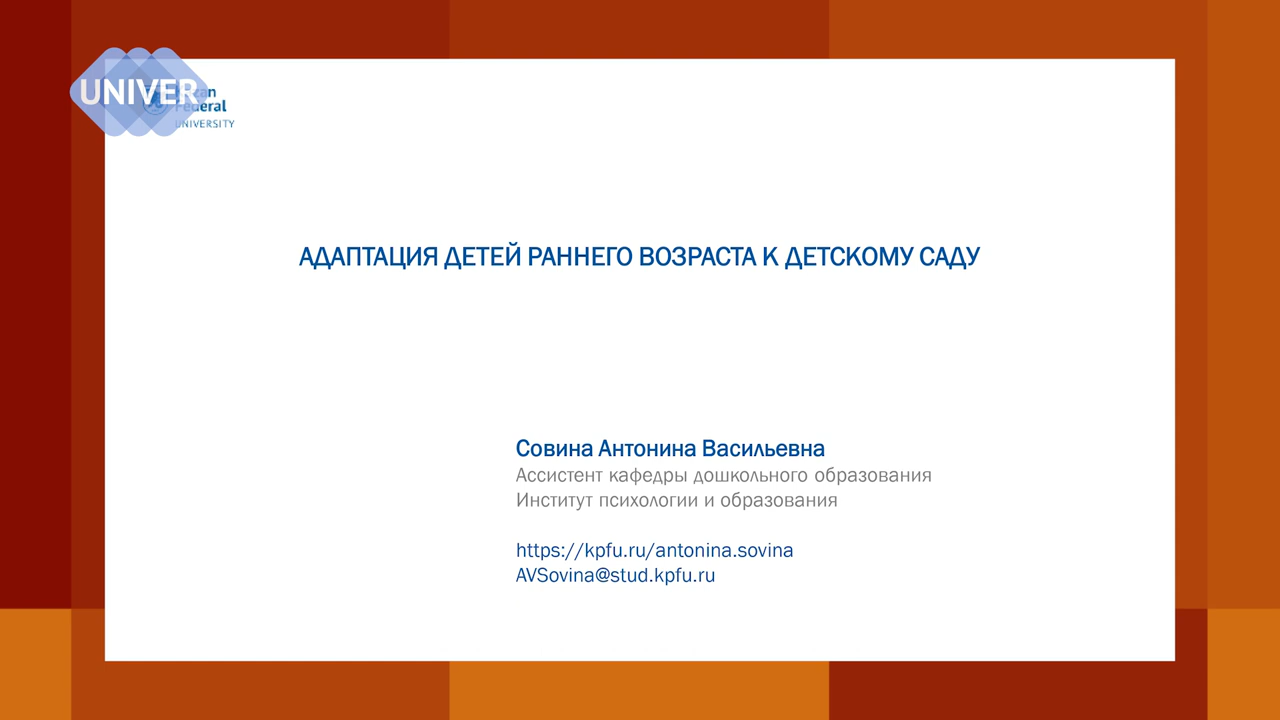 UNIVER
Federal
UNIVERSITY
АДАПТАЦИЯ ДЕТЕЙ РАННЕГО ВОЗРАСТА К ДЕТСКОМУ САДУ
Совина Антонина Васильевна
Ассистент кафедры дошкольного образования
Институт психологии и образования
https://kpfu.ru/antonina.sovina
AVSovina@stud.kpfu.ru